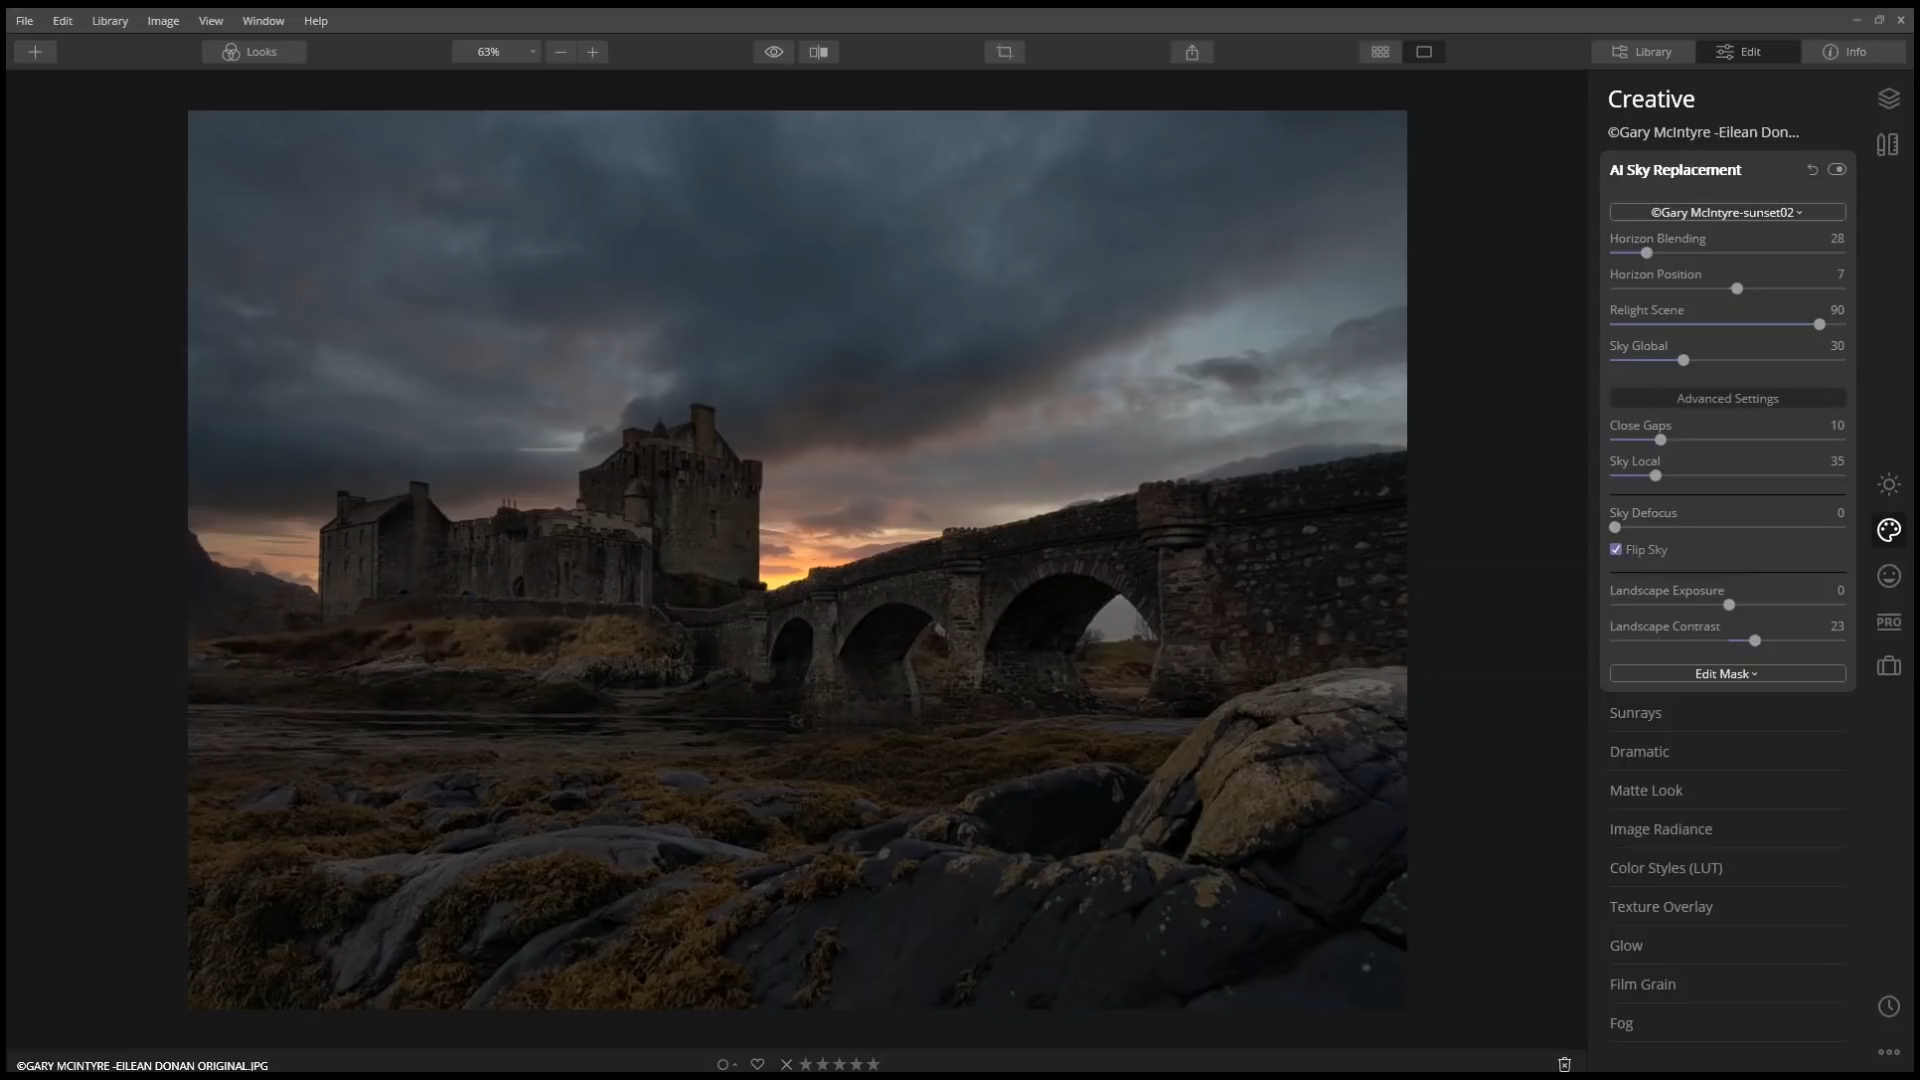 File Edit Library Image View Window Help
Looks 63% Library Edit Info
Creative
©Gary McIntyre -Eilean Don...
AI Sky Replacement
©Gary McIntyre-sunset02
Horizon Blending 28
Horizon Position 7
Relight Scene 90
Sky Global 30
Advanced Settings
Close Gaps 10
Sky Local 35
Sky Defocus 0
Flip Sky
Landscape Exposure 0
Landscape Contrast 23
PRO
Edit Mask
Sunrays
Dramatic
Matte Look
Image Radiance
Color Styles (LUT)
Texture Overlay
Glow
Film Grain
Fog
©GARY MCINTYRE -EILEAN DONAN ORIGINAL.JPG